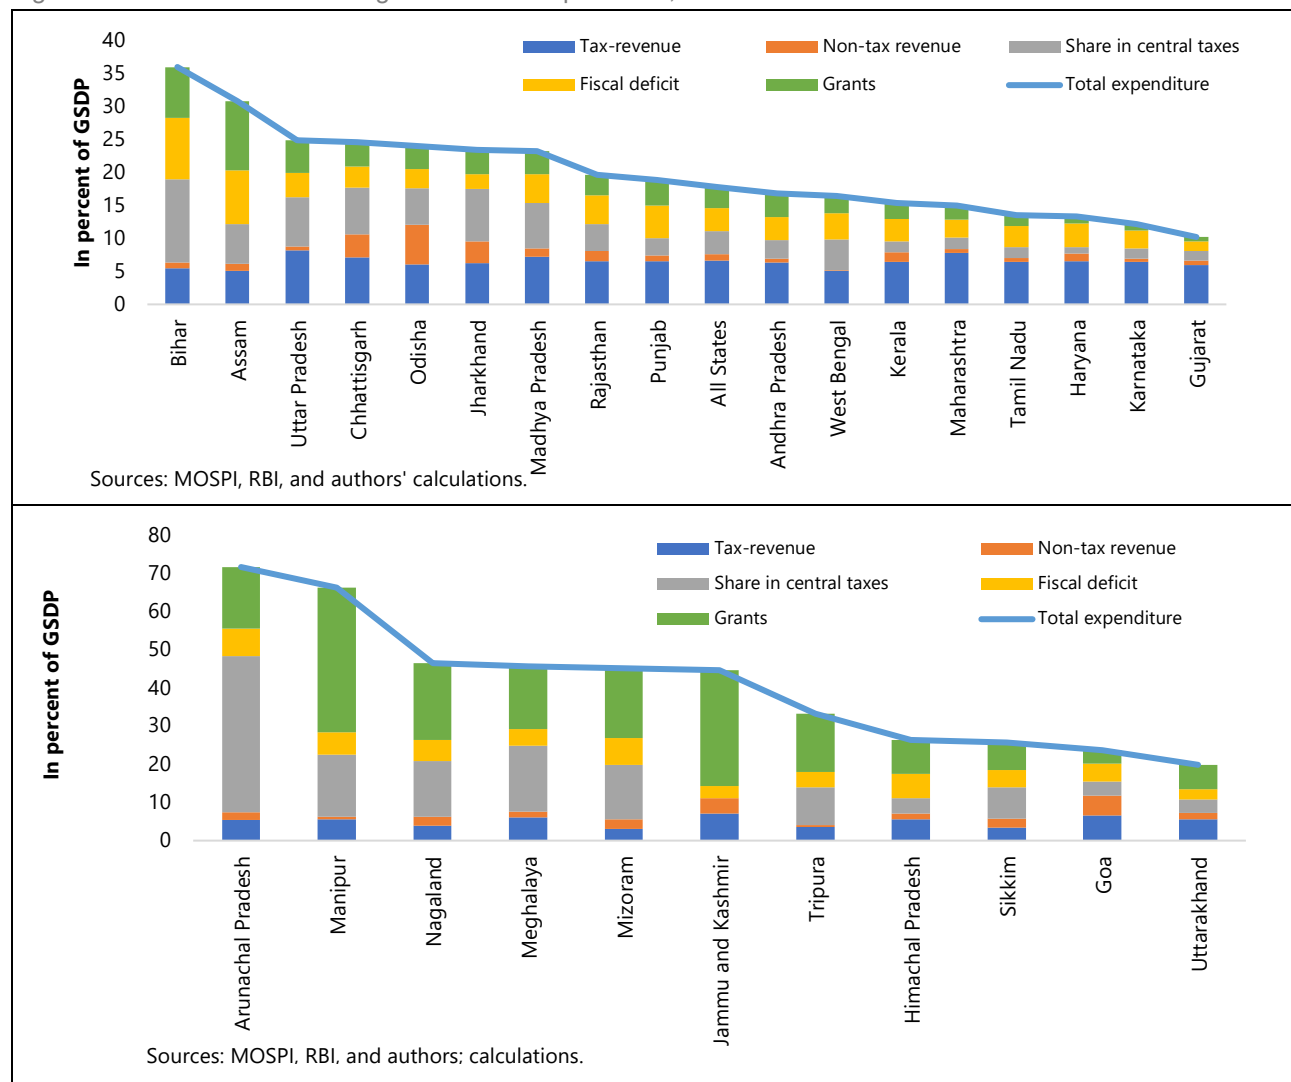 40
35
30
25
20
15
10
5
0
In percent of GSDP
Tax-revenue
Non-tax revenue
Share in central taxes
Fiscal deficit
Grants
Total expenditure
Bihar
Assam
Uttar Pradesh
Chhattisgarh
Odisha
Jharkhand
Madhya Pradesh
Rajasthan
Punjab
All States
Andhra Pradesh
West Bengal
Kerala
Maharashtra
Tamil Nadu
Haryana
Karnataka
Gujarat
Sources: MOSPI, RBI, and authors' calculations.
80
70
60
50
40
30
20
10
0
In percent of GSDP
Tax-revenue
Non-tax revenue
Share in central taxes
Fiscal deficit
Grants
Total expenditure
Arunachal Pradesh
Manipur
Nagaland
Meghalaya
Mizoram
Jammu and Kashmir
Tripura
Himachal Pradesh
Sikkim
Goa
Uttarakhand
Sources: MOSPI, RBI, and authors; calculations.